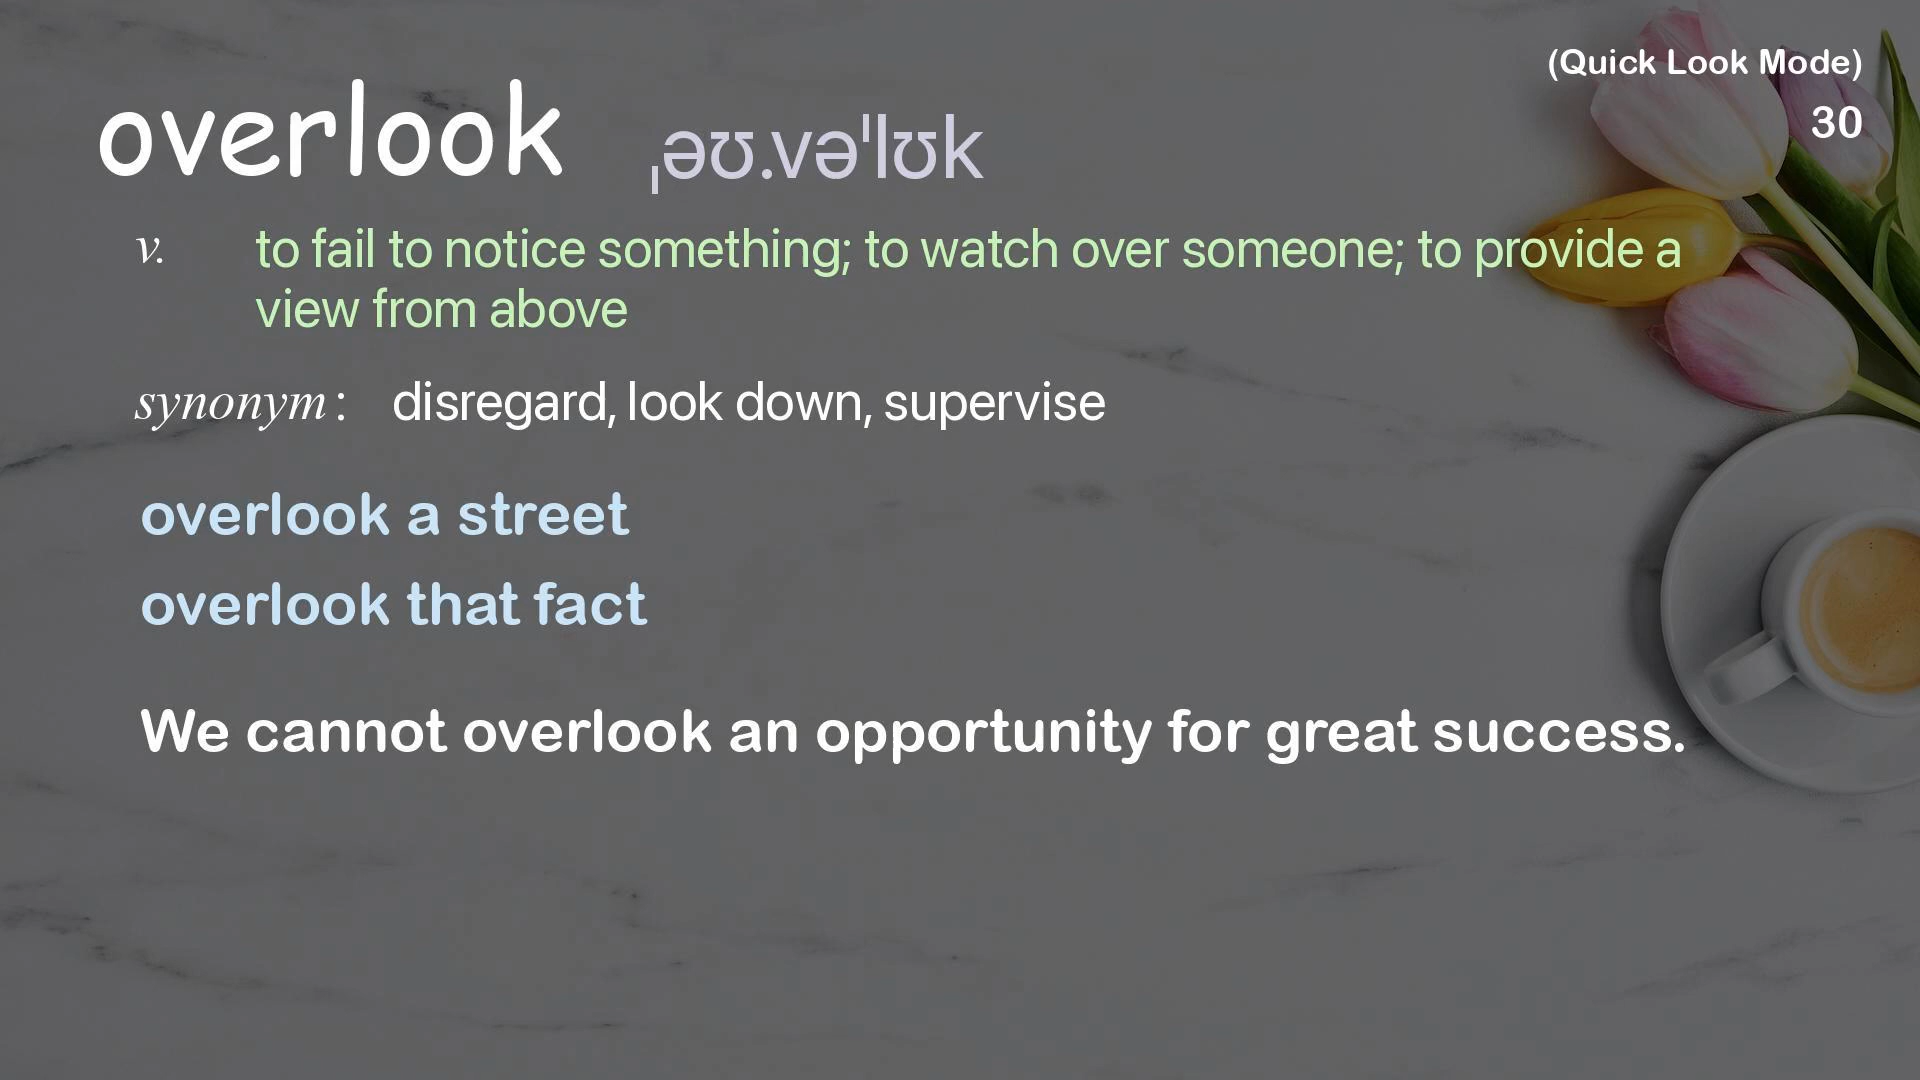 (Quick Look Mode)
30
overlook ˌəʊ.vəˈlʊk
v. to fail to notice something; to watch over someone; to provide a
view from above
synonym : disregard, look down, supervise
overlook a street
overlook that fact
We cannot overlook an opportunity for great success.